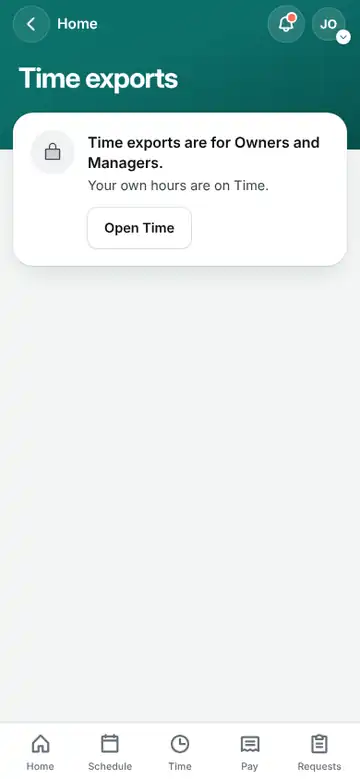 Home
JO
Time exports
Time exports are for Owners and
Managers.
Your own hours are on Time.
Open Time
Home
Schedule
Time
Pay
Requests